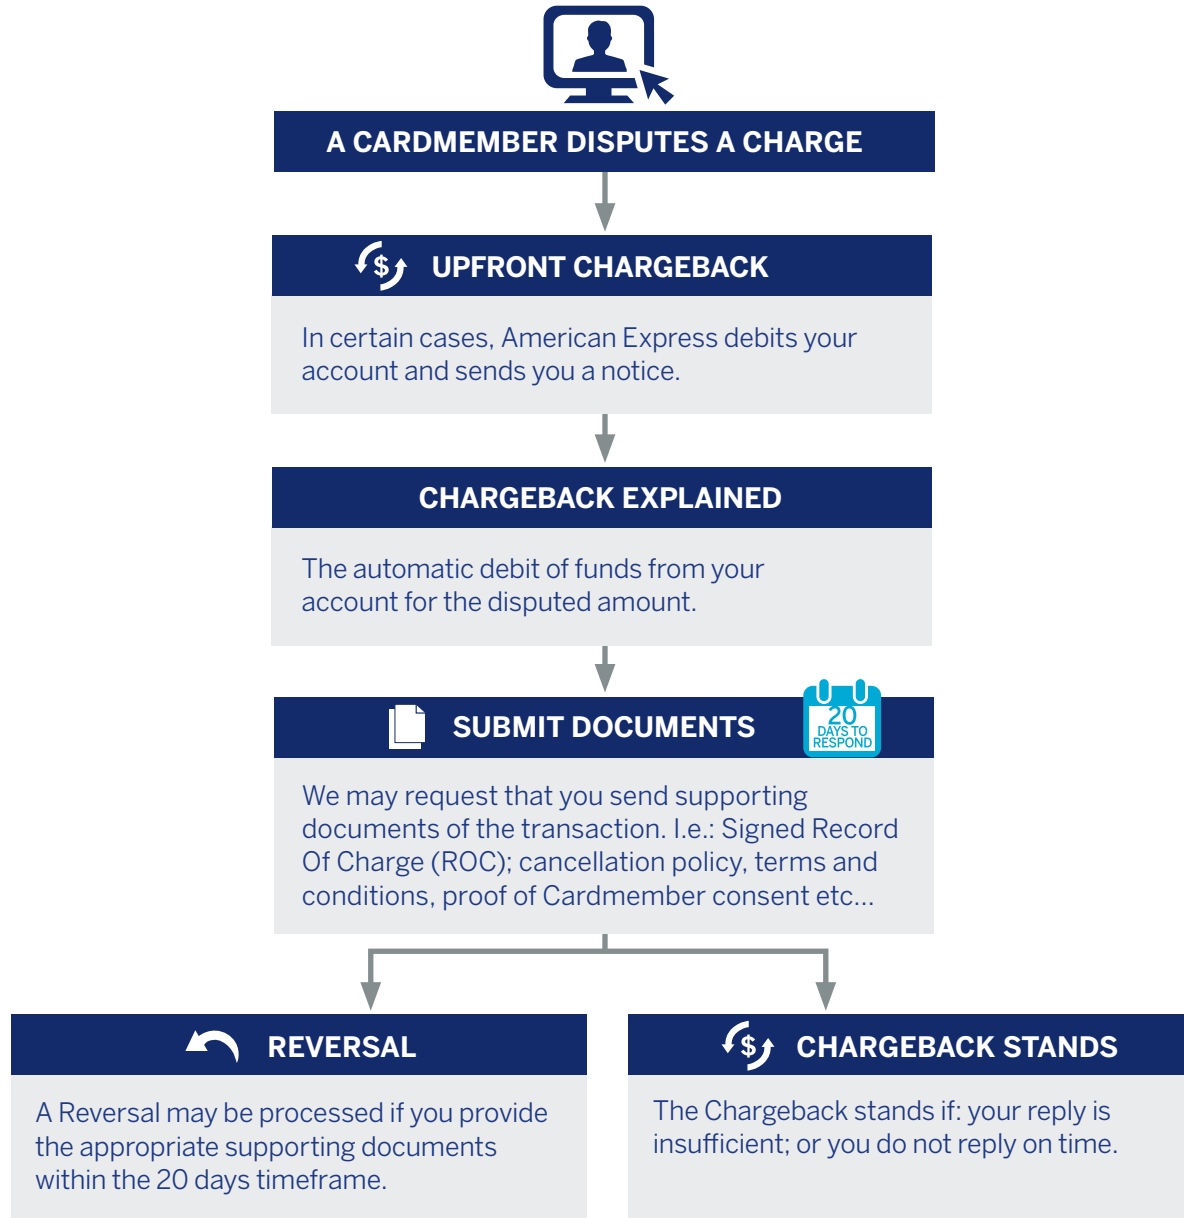 A CARDMEMBER DISPUTES A CHARGE
$ UPFRONT CHARGEBACK
In certain cases, American Express debits your
account and sends you a notice.
CHARGEBACK EXPLAINED
The automatic debit of funds from your
account for the disputed amount.
SUBMIT DOCUMENTS
20
DAYS TO
RESPOND
We may request that you send supporting
documents of the transaction. I.e.: Signed Record
Of Charge (ROC); cancellation policy, terms and
conditions, proof of Cardmember consent etc...
REVERSAL
A Reversal may be processed if you provide
the appropriate supporting documents
within the 20 days timeframe.
$ CHARGEBACK STANDS
The Chargeback stands if: your reply is
insufficient; or you do not reply on time.